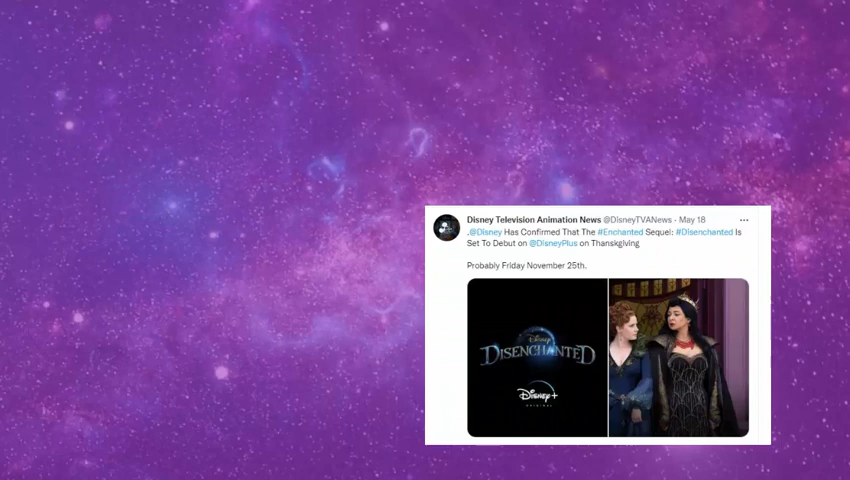 Disney Television Animation News @DisneyTVANews - May 18 ...
.@Disney Has Confirmed That The #Enchanted Sequel: #Disenchanted Is
Set To Debut on @DisneyPlus on Thanskgiving
Probably Friday November 25th.
Disney
DISENCHANTED
Disney+
ORIGINAL